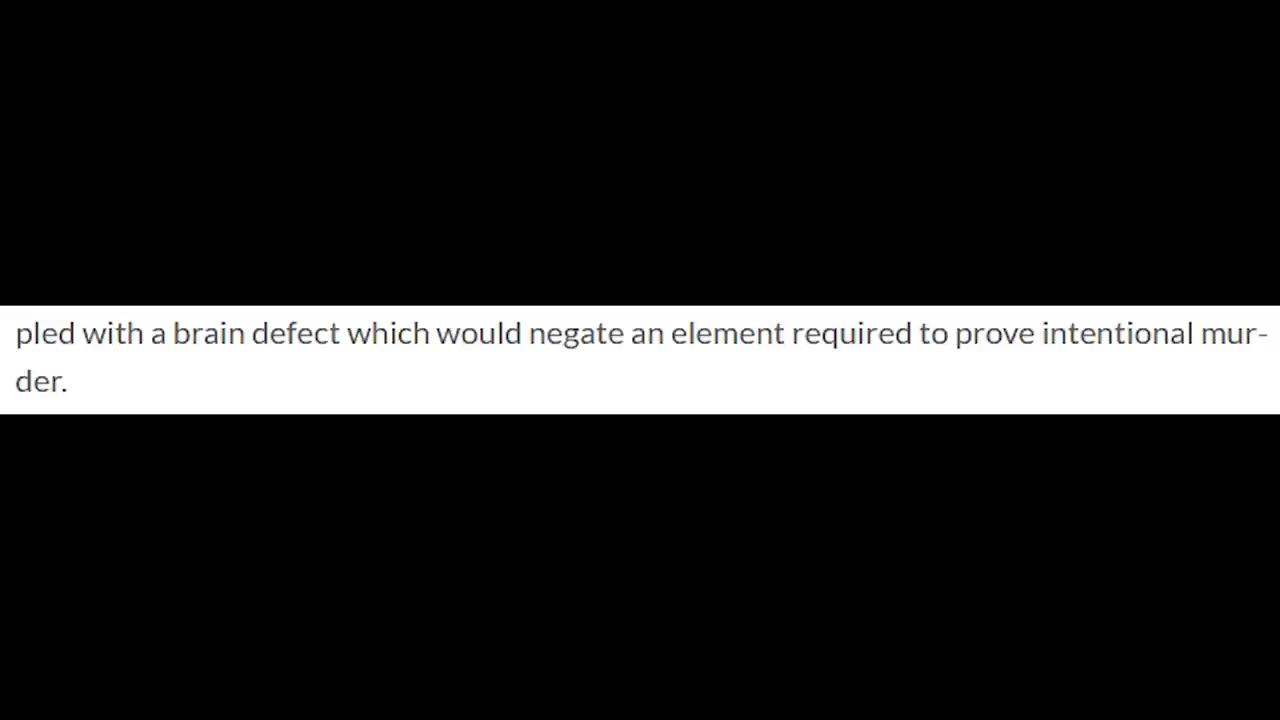 pled with a brain defect which would negate an element required to prove intentional mur-
der.